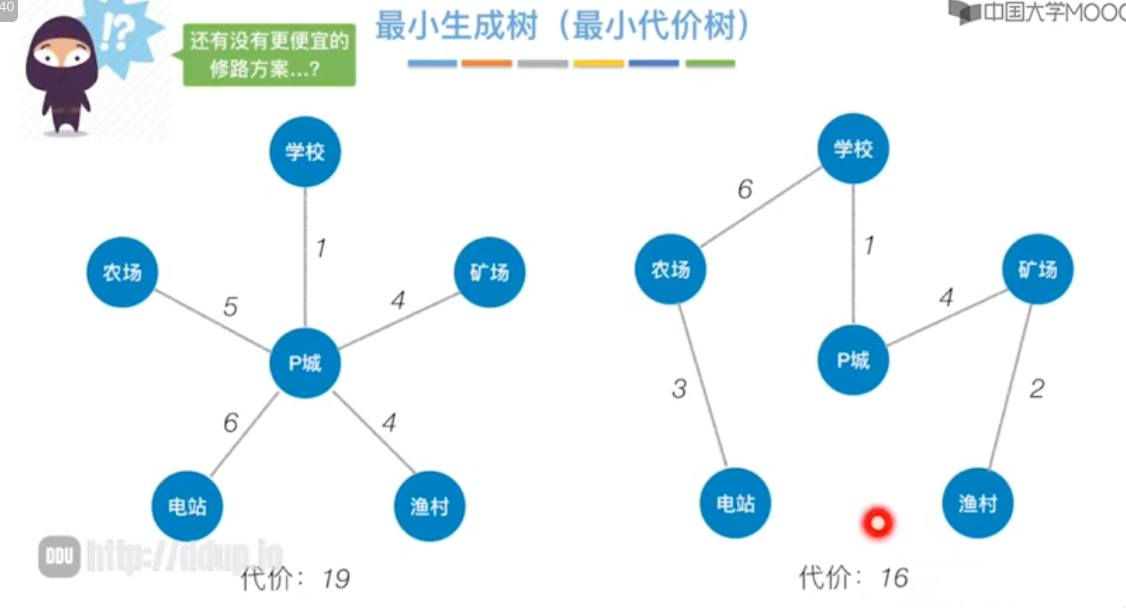 40
!?
还有没有更便宜的
修路方案...?
最小生成树（最小代价树）
中国大学MOOC
学校
1
农场
5
矿场
4
P城
6
4
电站
渔村
代价：19
学校
6
1
农场
矿场
4
P城
3
2
电站
渔村
代价：16
DDU http://ddup.io